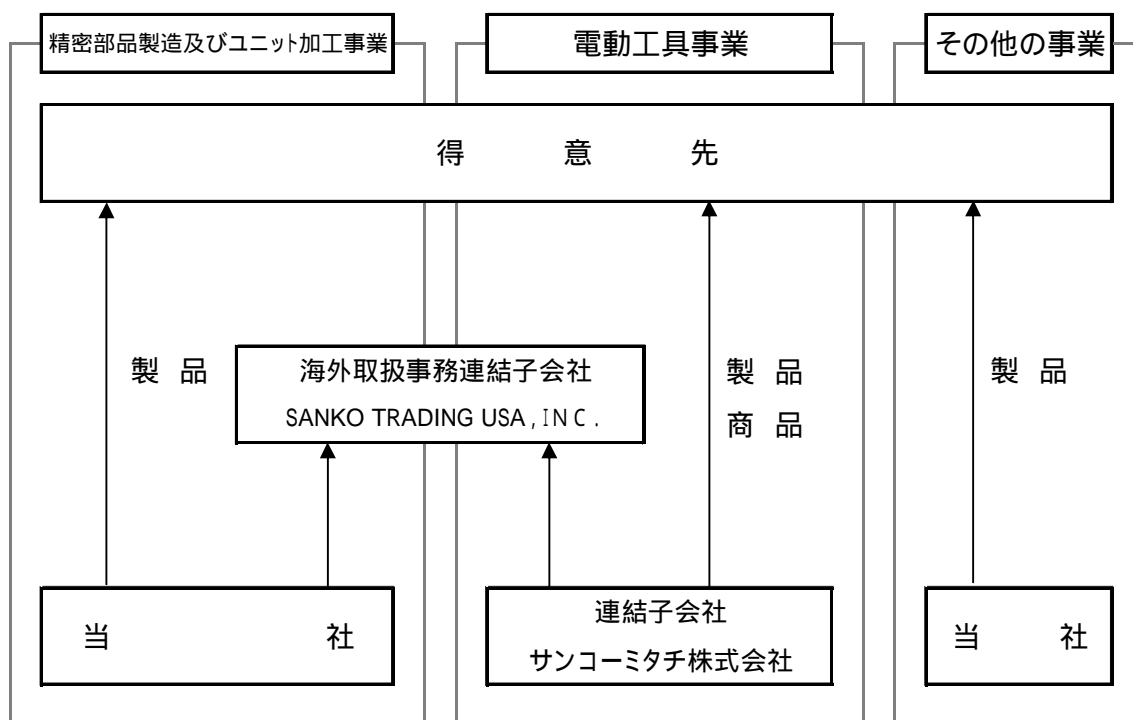 精密部品製造及びユニット加工事業
電動工具事業
その他の事業
得 意 先
製 品
海外取扱事務連結子会社
SANKO TRADING USA,INC.
製 品
商 品
製 品
当 社
連結子会社
サンコーミタチ株式会社
当 社